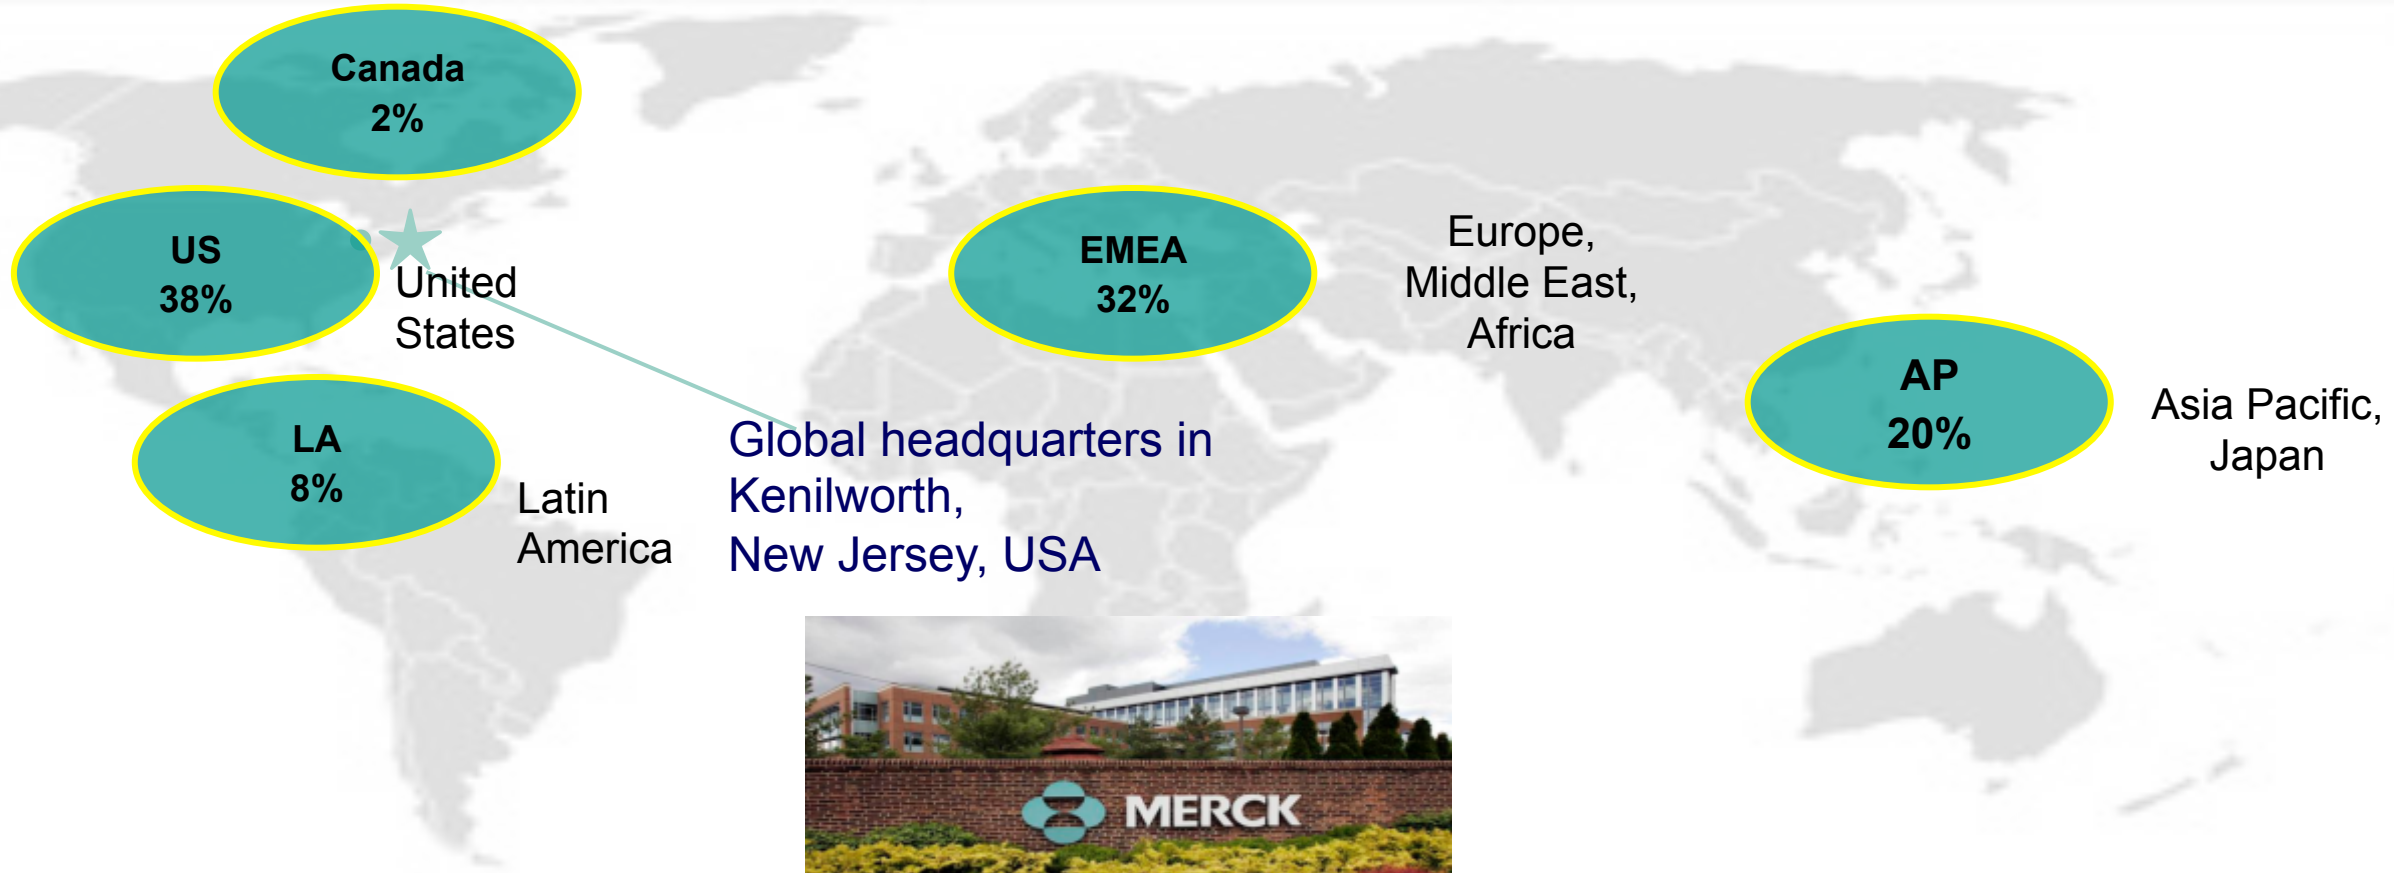 Canada
2%
US
38%
United
States
LA
8%
Latin
America
EMEA
32%
Europe,
Middle East,
Africa
AP
20%
Asia Pacific,
Japan
Global headquarters in
Kenilworth,
New Jersey, USA
MERCK